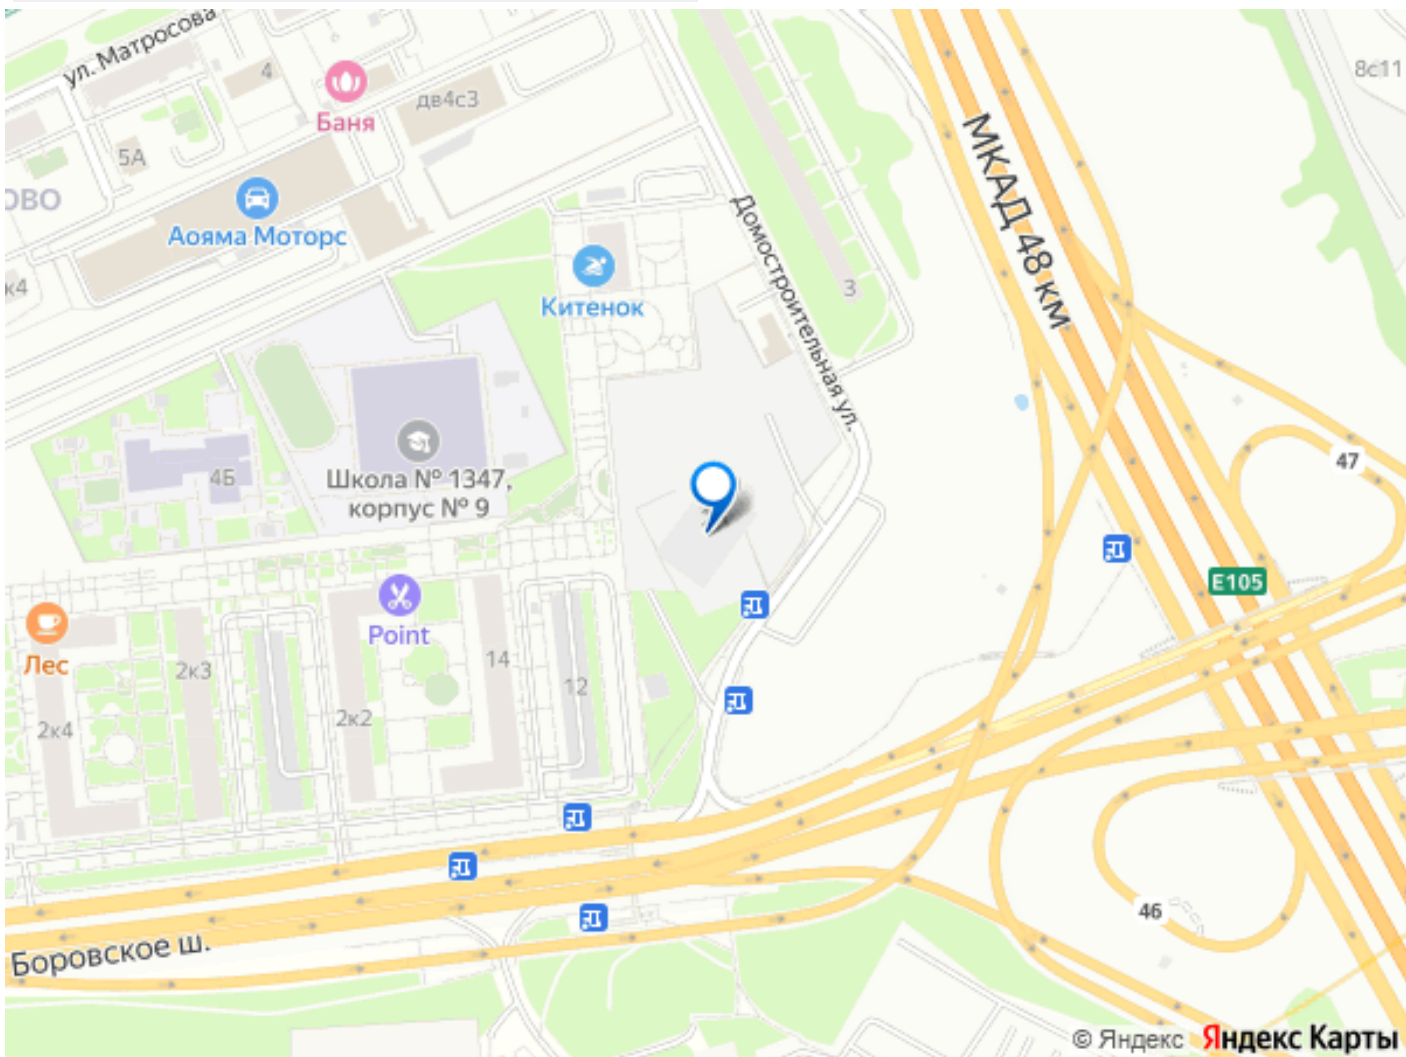 ул. Матросова
4
Баня
дв4с3
8с11
5А
ОВО
Аояма Моторс
МКАД 48 км
Домостроительная ул.
к4
Китенок
3
4Б
Школа № 1347,
корпус № 9
47
E105
Point
Лес
2к3
14
12
2к4
2к2
46
Боровское ш.
© Яндекс Яндекс Карты